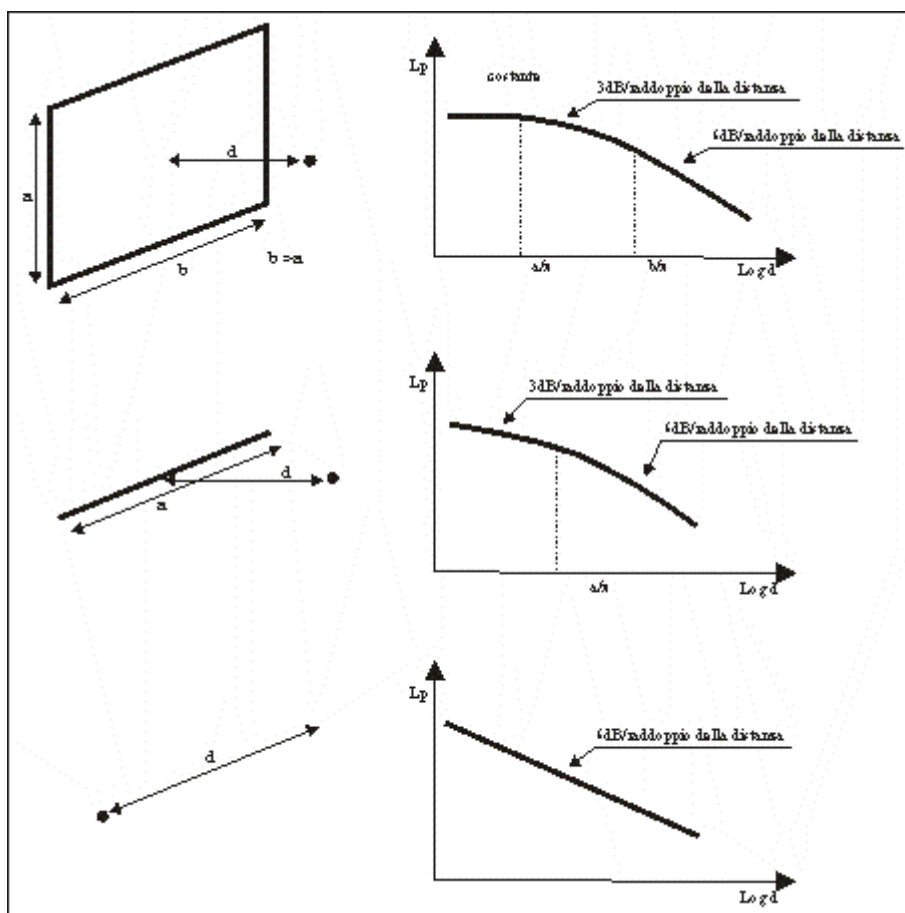 Lp
costante
3dB/raddoppio della distanza
6dB/raddoppio della distanza
d
a
b
b >a
a/π
b/π
Log d
Lp
3dB/raddoppio della distanza
6dB/raddoppio della distanza
d
a
a/π
Log d
Lp
6dB/raddoppio della distanza
d
Log d